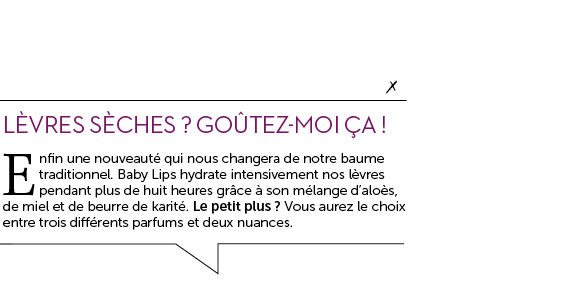 LÈVRES SÈCHES ? GOÛTEZ-MOI ÇA !
Enfin une nouveauté qui nous changera de notre baume
traditionnel. Baby Lips hydrate intensivement nos lèvres
pendant plus de huit heures grâce à son mélange d'aloès,
de miel et de beurre de karité. Le petit plus ? Vous aurez le choix
entre trois différents parfums et deux nuances.